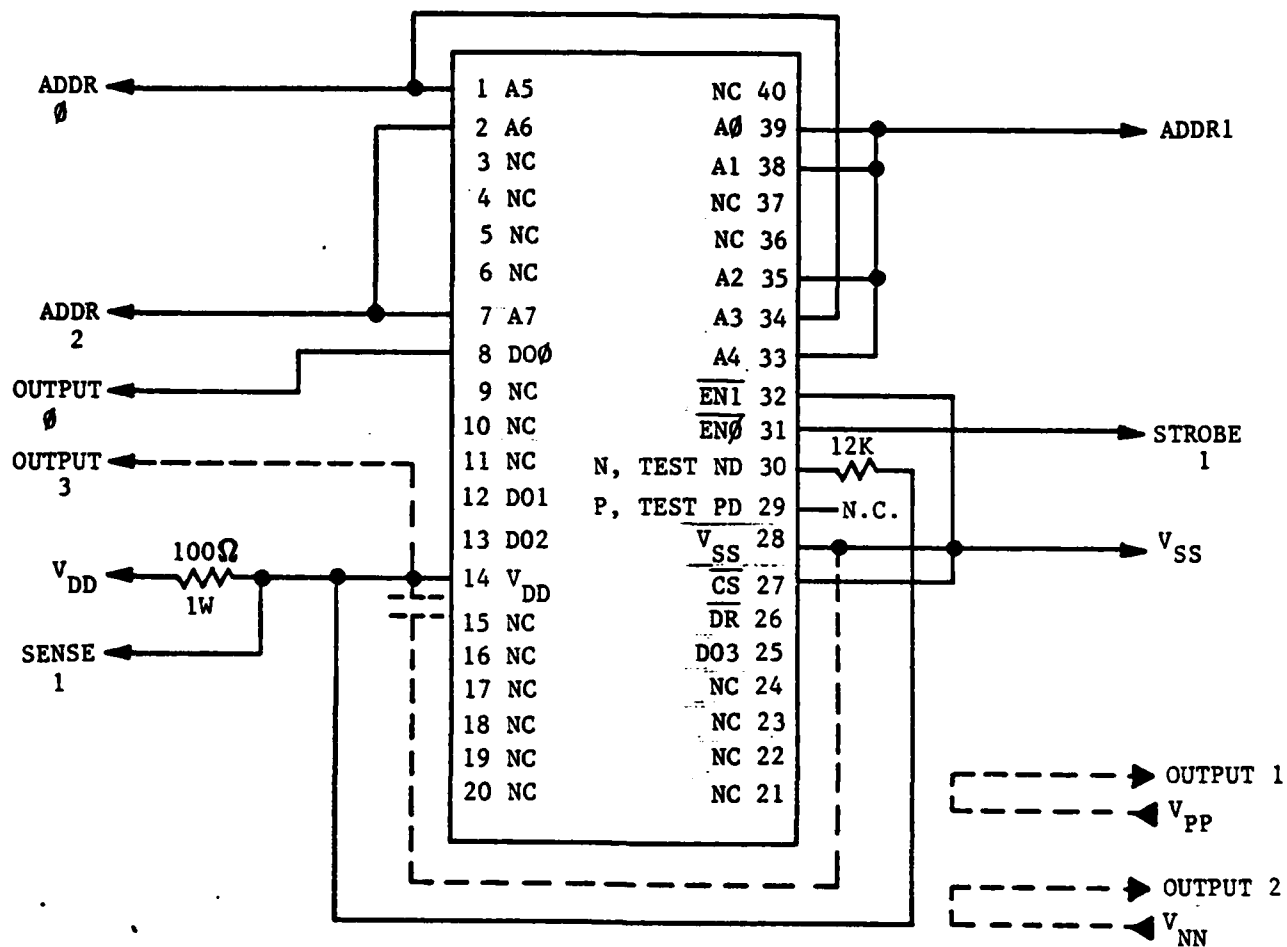 ADDR
Ø
ADDR
2
OUTPUT
Ø
OUTPUT
3
100Ω
V DD
1W
SENSE
1
1 A5
2 A6
3 NC
4 NC
5 NC
6 NC
7 A7
8 DOØ
9 NC
10 NC
11 NC
12 DO1
13 DO2
14 V DD
15 NC
16 NC
17 NC
18 NC
19 NC
20 NC
NC 40
AØ 39
A1 38
NC 37
NC 36
A2 35
A3 34
A4 33
EN1 32
ENØ 31
N, TEST ND 30
P, TEST PD 29
V SS 28
CS 27
DR 26
DO3 25
NC 24
NC 23
NC 22
NC 21
ADDR1
STROBE
1
12K
N.C.
V SS
OUTPUT 1
V PP
OUTPUT 2
V NN